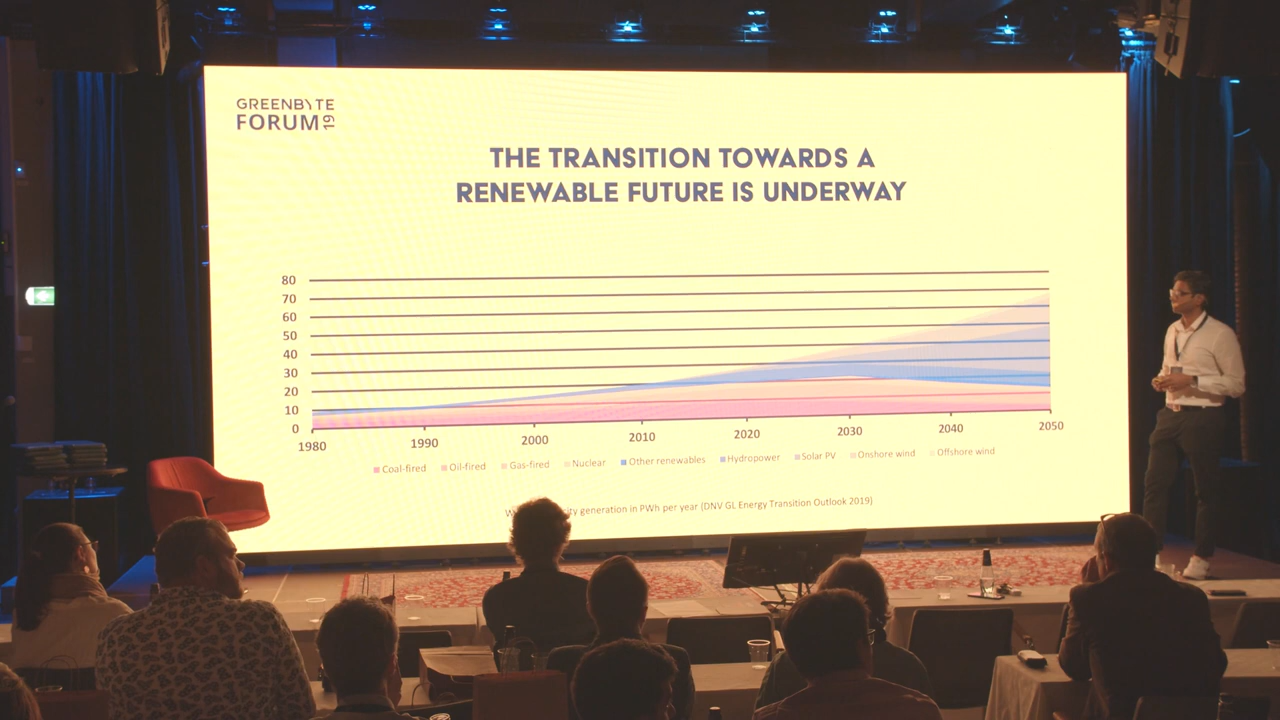 GREENBYTE
FORUM 19
THE TRANSITION TOWARDS A
RENEWABLE FUTURE IS UNDERWAY
80
70
60
50
40
30
20
10
0
1980 1990 2000 2010 2020 2030 2040 2050
Coal-fired Oil-fired Gas-fired Nuclear Other renewables Hydropower Solar PV Onshore wind Offshore wind
generation in PWh per year (DNV GL Energy Transition Outlook 2019)